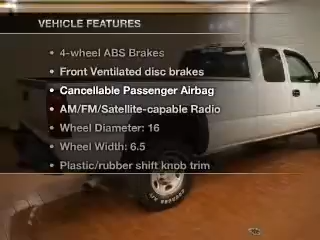 VEHICLE FEATURES
• 4-wheel ABS Brakes
• Front Ventilated disc brakes
• Cancellable Passenger Airbag
• AM/FM/Satellite-capable Radio
• Wheel Diameter: 16
• Wheel Width: 6.5
• Plastic/rubber shift knob trim